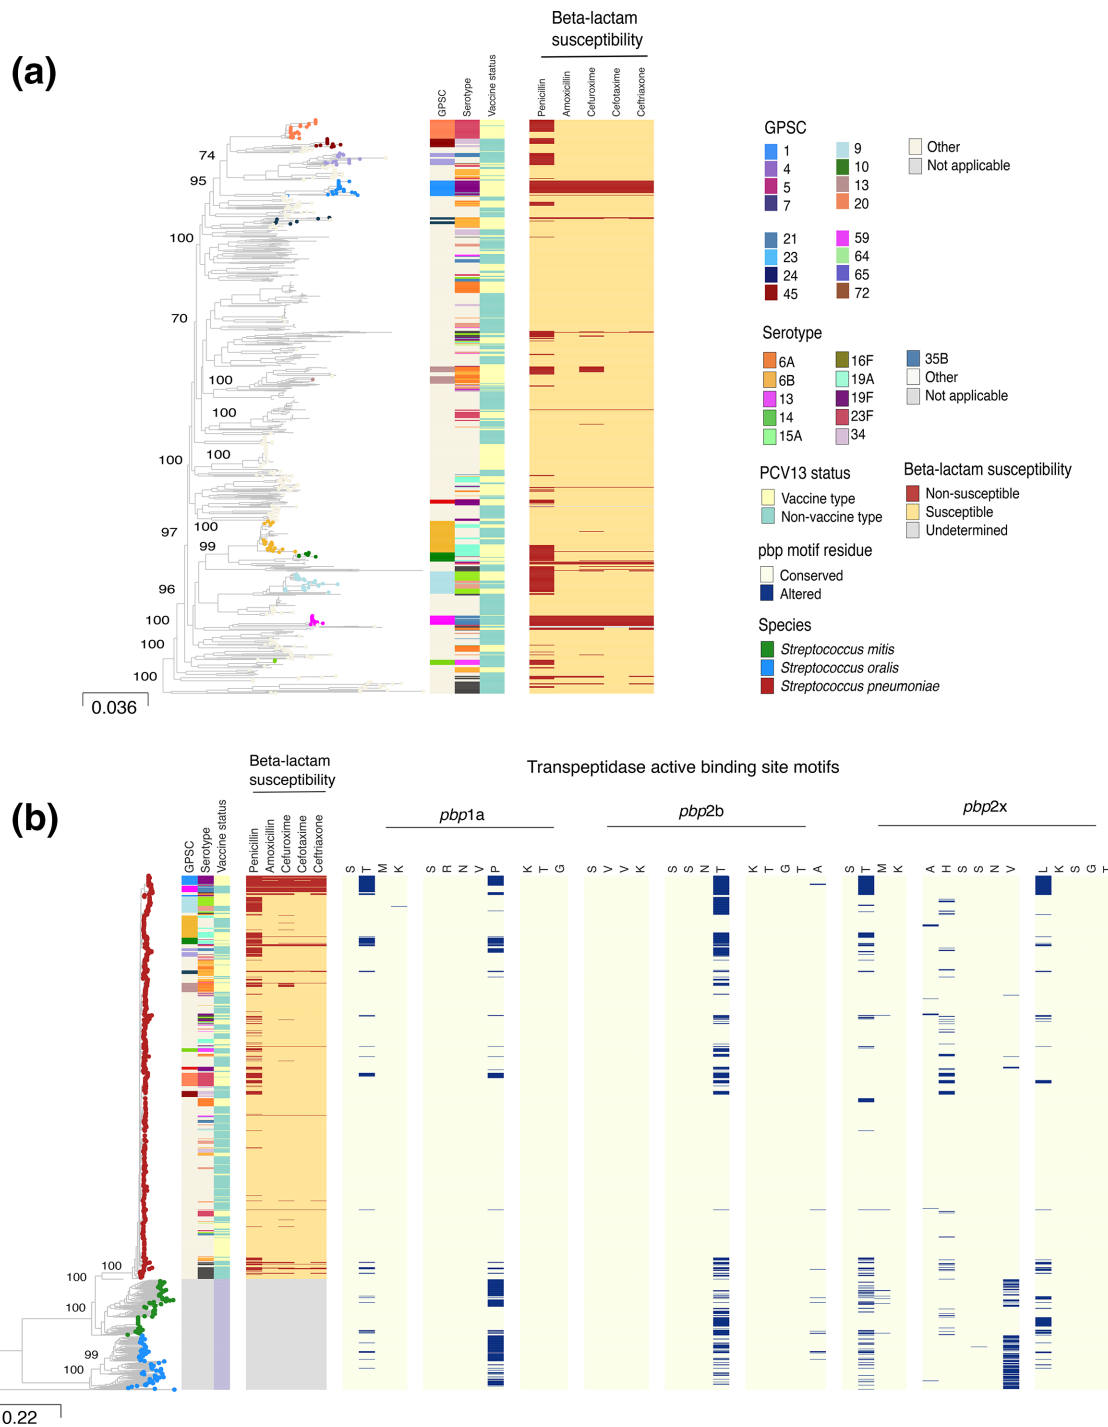 (a)
Beta-lactam
susceptibility
GPSC
Serotype
Vaccine status
Penicillin
Amoxicillin
Cefuroxime
Cefotaxime
Ceftriaxone
74
95
100
70
100
100
100
100
100
97
99
96
100
100
100
0.036
GPSC
1
4
5
7
9
10
13
20
Other
Not applicable
21
23
24
45
59
64
65
72
Serotype
6A
6B
13
14
15A
16F
19A
19F
23F
34
35B
Other
Not applicable
PCV13 status
Vaccine type
Non-vaccine type
Beta-lactam susceptibility
Non-susceptible
Susceptible
Undetermined
pbp motif residue
Conserved
Altered
Species
Streptococcus mitis
Streptococcus oralis
Streptococcus pneumoniae
(b)
Beta-lactam
susceptibility
Transpeptidase active binding site motifs
pbp1a
pbp2b
pbp2x
GPSC
Serotype
Vaccine status
Penicillin
Amoxicillin
Cefuroxime
Cefotaxime
Ceftriaxone
S T M K S R N V P K T G S V V K S S N T K T G T A S T M K A H S S N V L K S G T
100
100
100
99
100
0.22